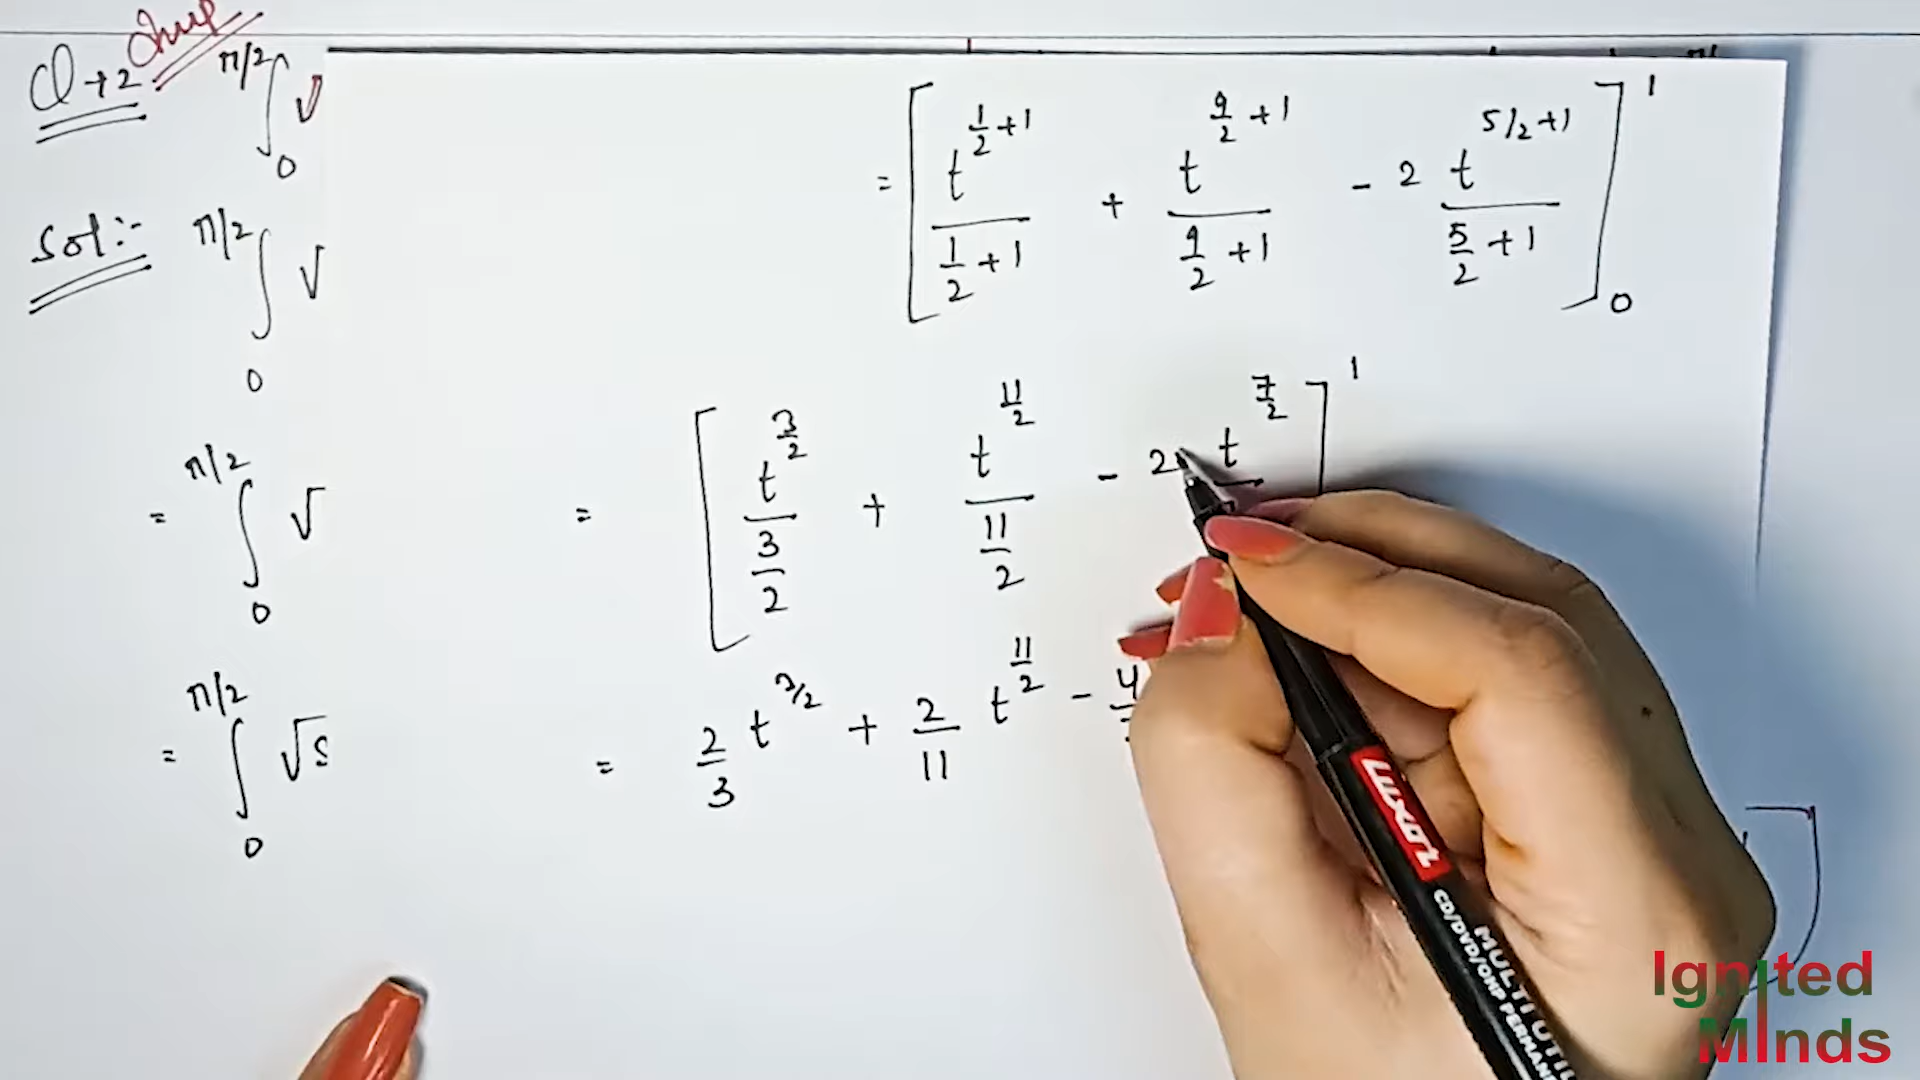 Q→2 Imp
π/2 ∫ 0 √
Sol:-
π/2 ∫ 0 √
= π/2 ∫ 0 √
= π/2 ∫ 0 √s
= [ t^(1/2+1) / (1/2+1) + t^(9/2+1) / (9/2+1) - 2 t^(5/2+1) / (5/2+1) ] 1 0
= [ t^(3/2) / (3/2) + t^(11/2) / (11/2) - 2 t^(7/2) ] 1
= 2/3 t^(3/2) + 2/11 t^(11/2) - 4
LUXOR
MULTI
CD/DVD/OHP PERMAN
Ignited
Minds